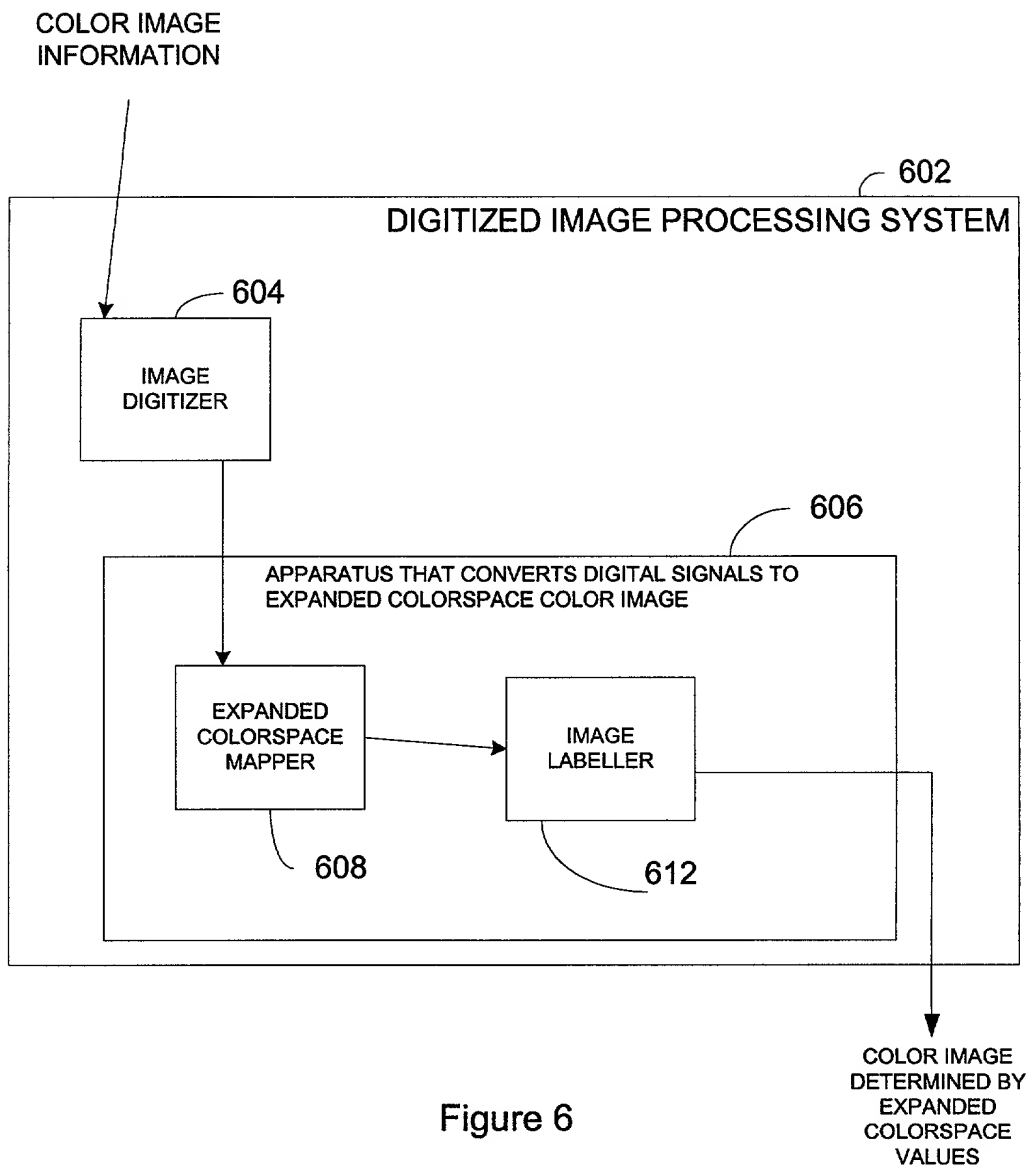 COLOR IMAGE
INFORMATION
602
DIGITIZED IMAGE PROCESSING SYSTEM
604
IMAGE
DIGITIZER
606
APPARATUS THAT CONVERTS DIGITAL SIGNALS TO
EXPANDED COLORSPACE COLOR IMAGE
EXPANDED
COLORSPACE
MAPPER
IMAGE
LABELLER
608
612
COLOR IMAGE
DETERMINED BY
EXPANDED
COLORSPACE
VALUES
Figure 6